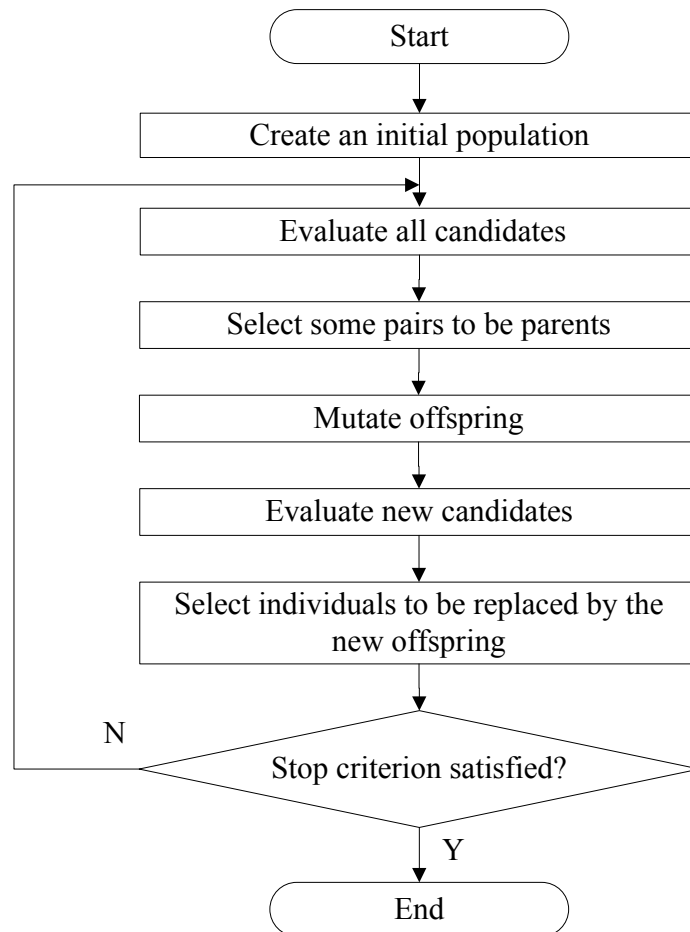 Start
Create an initial population
Evaluate all candidates
Select some pairs to be parents
Mutate offspring
Evaluate new candidates
Select individuals to be replaced by the
new offspring
N
Stop criterion satisfied?
Y
End